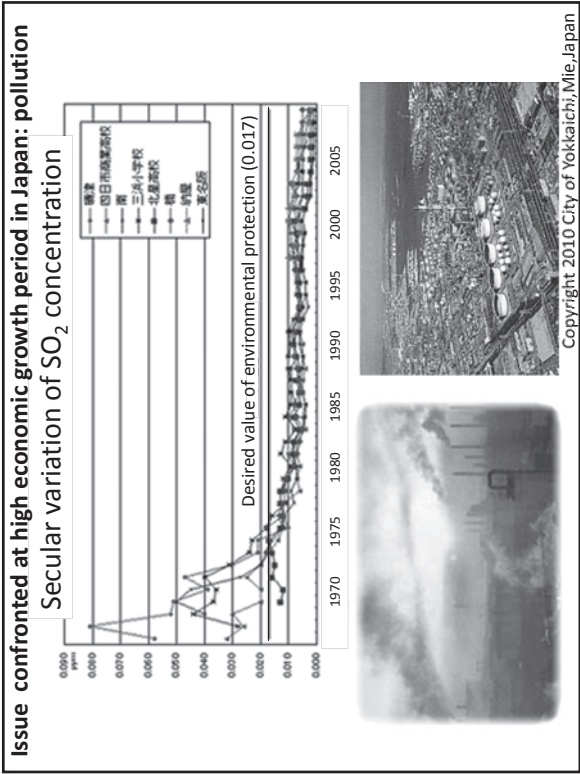 Issue confronted at high economic growth period in Japan: pollution
Secular variation of SO2 concentration
ppm
0.090
0.080
0.070
0.060
0.050
0.040
0.030
0.020
0.010
0.000
磯津
四日市商業高校
南
三浜小学校
北星高校
橋
納屋
東名所
Desired value of environmental protection (0.017)
1970
1975
1980
1985
1990
1995
2000
2005
Copyright 2010 City of Yokkaichi,Mie,Japan